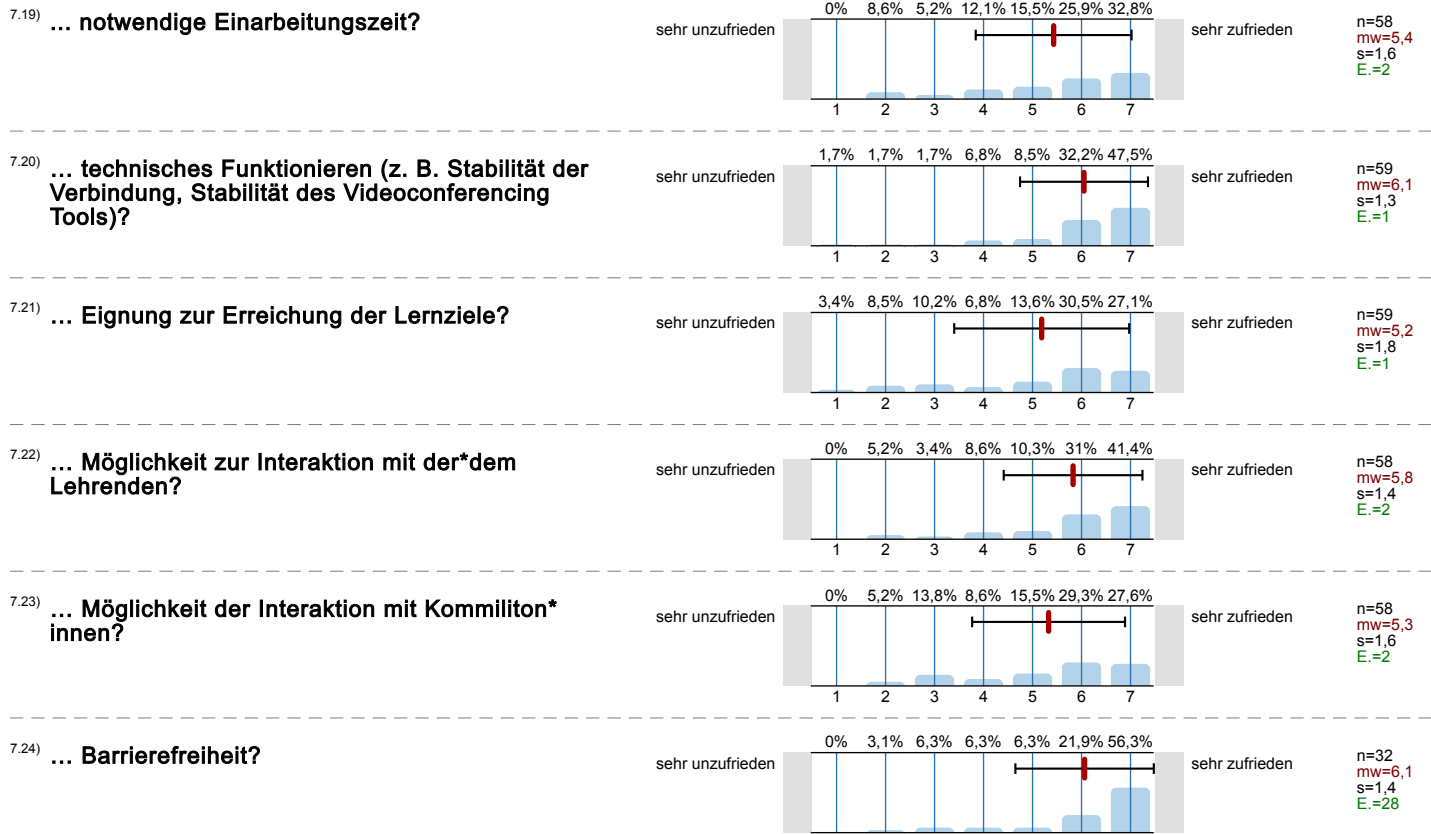 7.19) ... notwendige Einarbeitungszeit?
sehr unzufrieden
0% 8,6% 5,2% 12,1% 15,5% 25,9% 32,8%
1 2 3 4 5 6 7
sehr zufrieden
n=58
mw=5,4
s=1,6
E.=2
7.20) ... technisches Funktionieren (z. B. Stabilität der
Verbindung, Stabilität des Videoconferencing
Tools)?
sehr unzufrieden
1,7% 1,7% 1,7% 6,8% 8,5% 32,2% 47,5%
1 2 3 4 5 6 7
sehr zufrieden
n=59
mw=6,1
s=1,3
E.=1
7.21) ... Eignung zur Erreichung der Lernziele?
sehr unzufrieden
3,4% 8,5% 10,2% 6,8% 13,6% 30,5% 27,1%
1 2 3 4 5 6 7
sehr zufrieden
n=59
mw=5,2
s=1,8
E.=1
7.22) ... Möglichkeit zur Interaktion mit der*dem
Lehrenden?
sehr unzufrieden
0% 5,2% 3,4% 8,6% 10,3% 31% 41,4%
1 2 3 4 5 6 7
sehr zufrieden
n=58
mw=5,8
s=1,4
E.=2
7.23) ... Möglichkeit der Interaktion mit Kommiliton*
innen?
sehr unzufrieden
0% 5,2% 13,8% 8,6% 15,5% 29,3% 27,6%
1 2 3 4 5 6 7
sehr zufrieden
n=58
mw=5,3
s=1,6
E.=2
7.24) ... Barrierefreiheit?
sehr unzufrieden
0% 3,1% 6,3% 6,3% 6,3% 21,9% 56,3%
sehr zufrieden
n=32
mw=6,1
s=1,4
E.=28